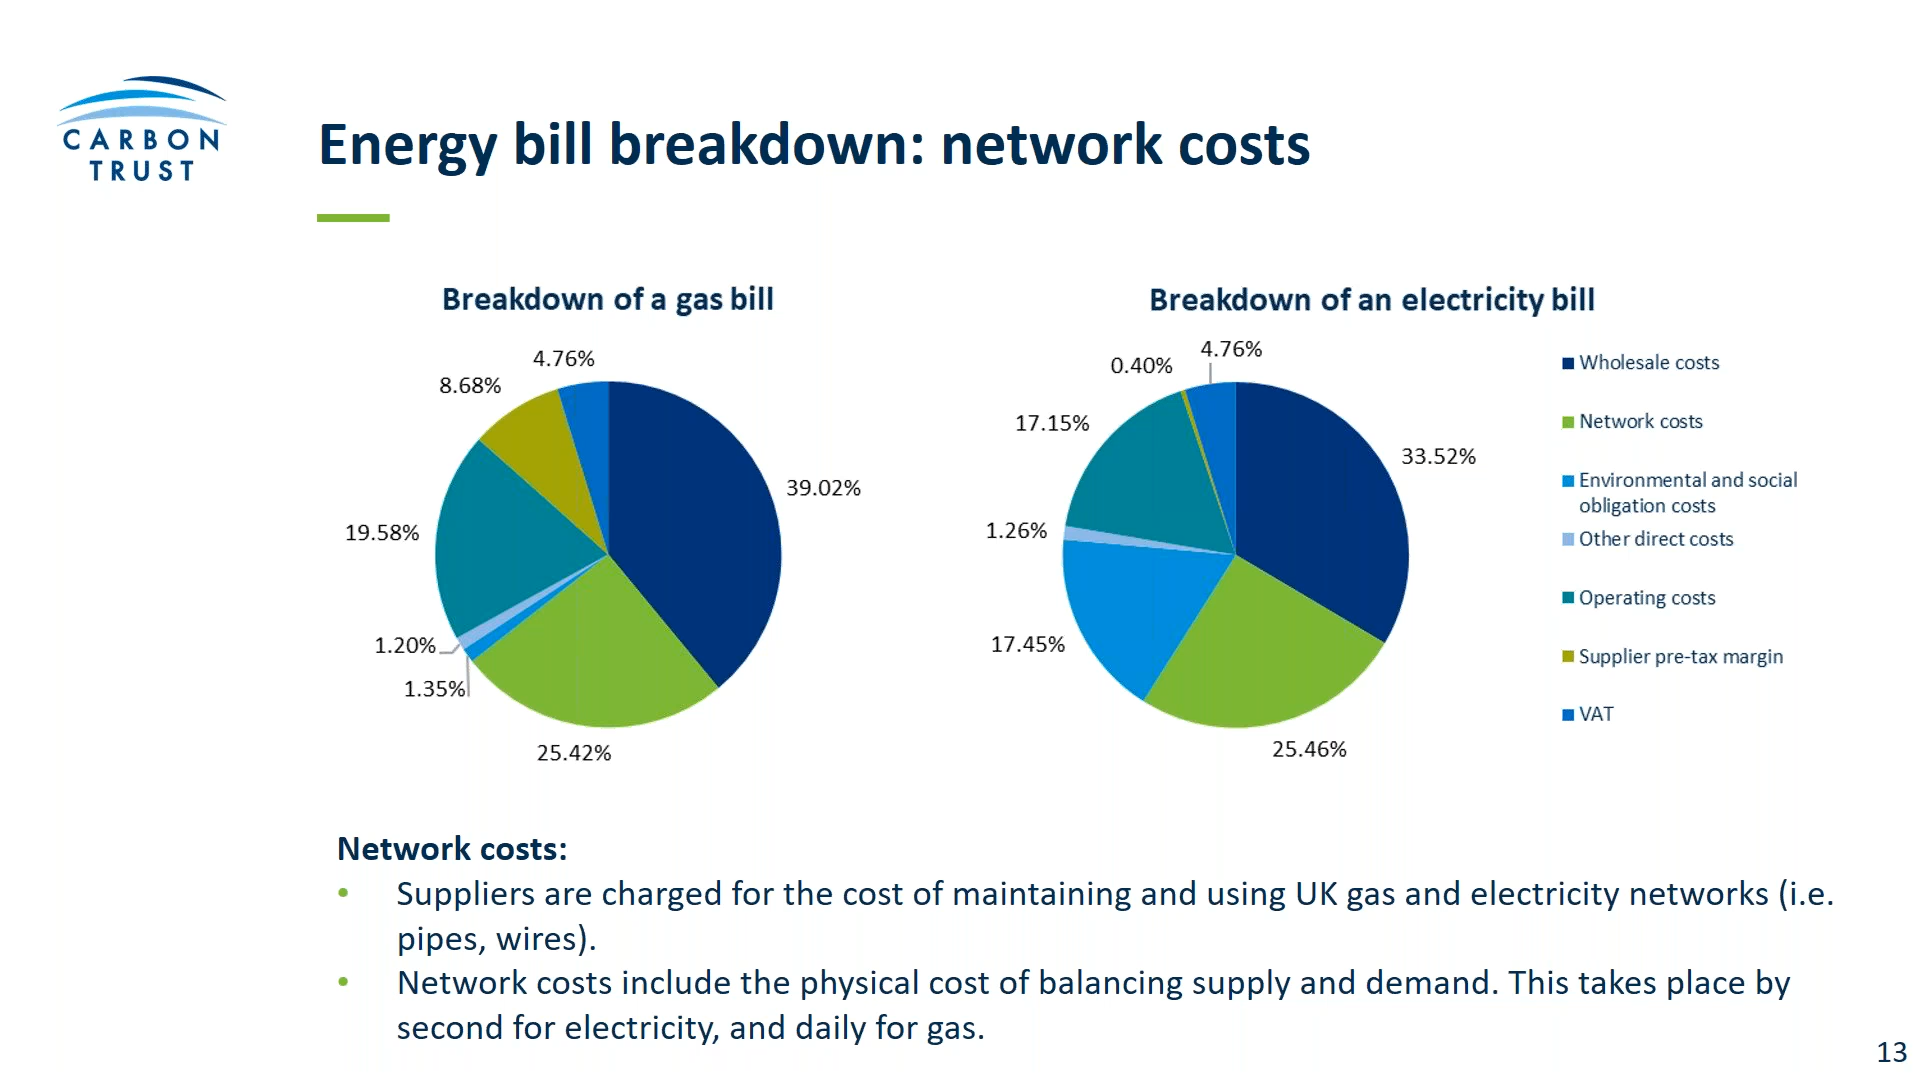 CARBON
TRUST
Energy bill breakdown: network costs
Breakdown of a gas bill
4.76%
8.68%
39.02%
19.58%
1.20%
1.35%
25.42%
Breakdown of an electricity bill
4.76%
0.40%
17.15%
33.52%
1.26%
17.45%
25.46%
Wholesale costs
Network costs
Environmental and social
obligation costs
Other direct costs
Operating costs
Supplier pre-tax margin
VAT
Network costs:
• Suppliers are charged for the cost of maintaining and using UK gas and electricity networks (i.e.
pipes, wires).
• Network costs include the physical cost of balancing supply and demand. This takes place by
second for electricity, and daily for gas.
13